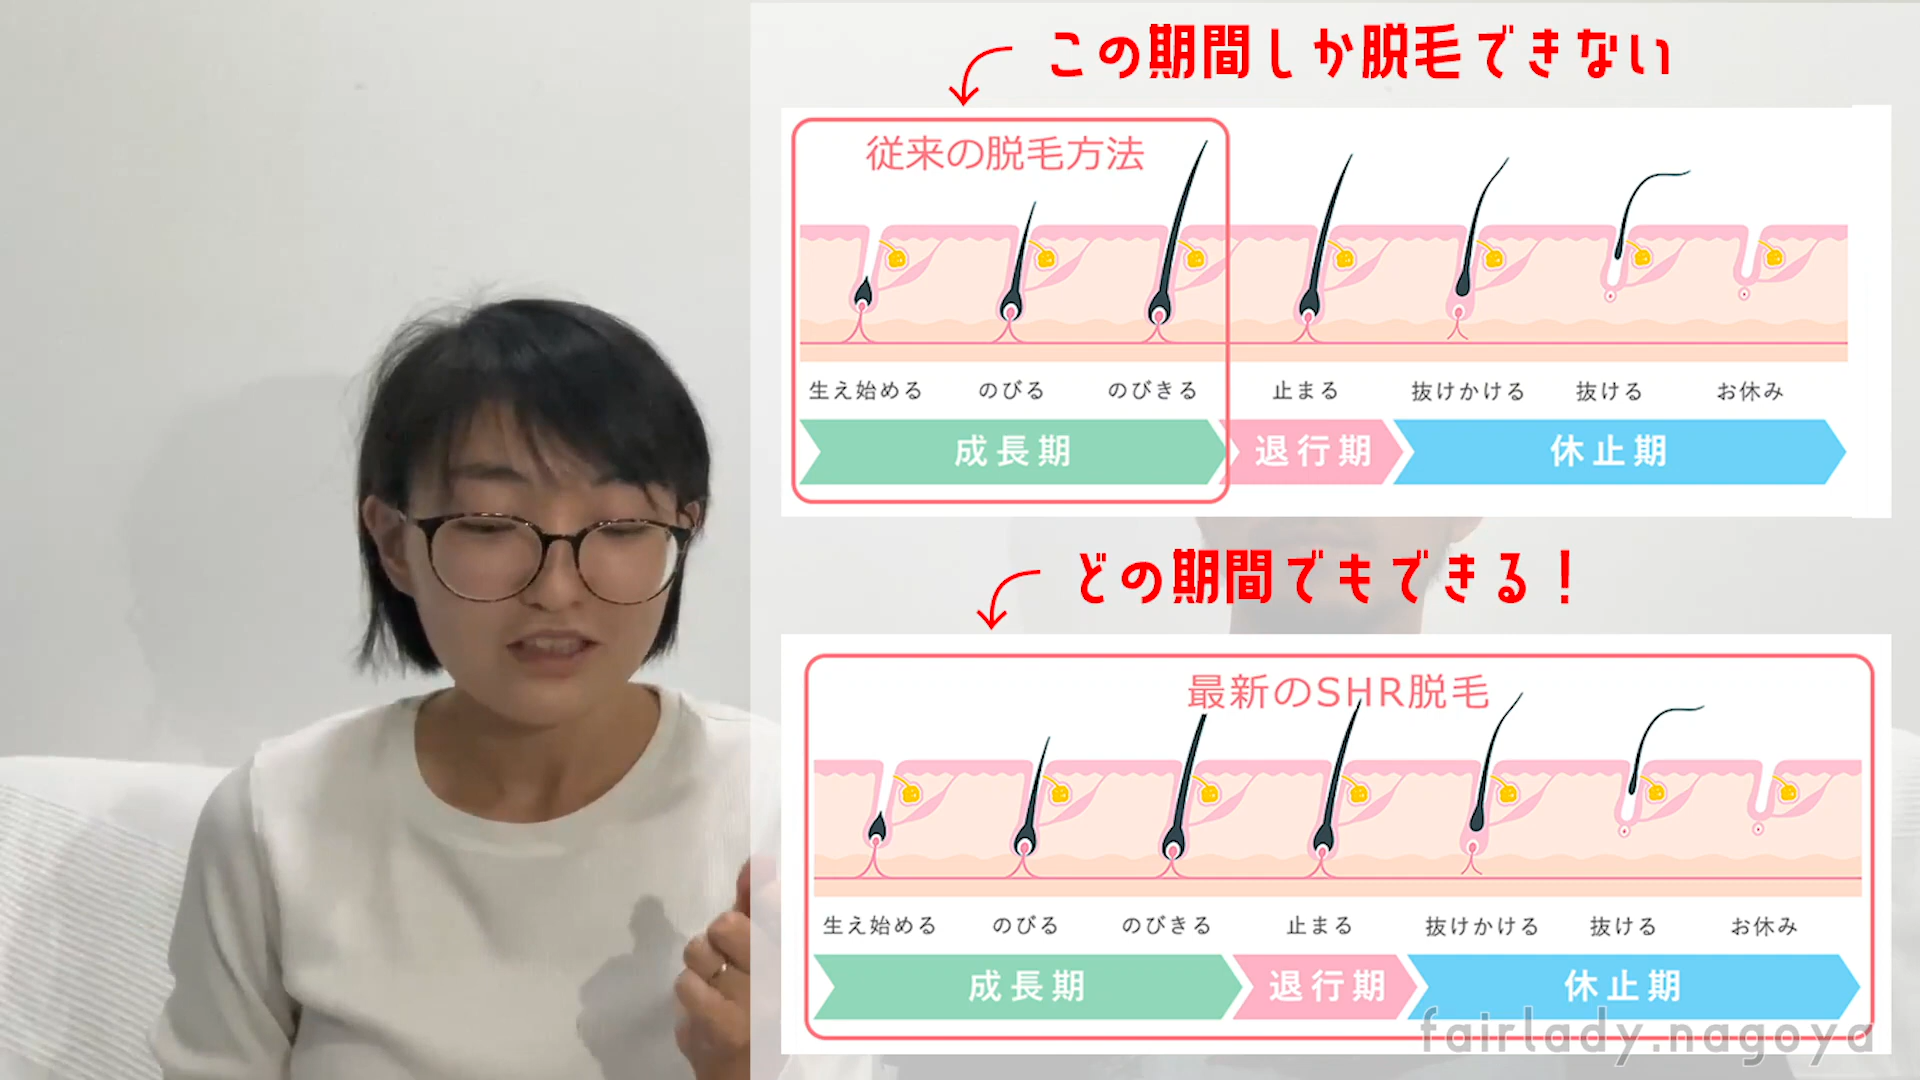 この期間しか脱毛できない
従来の脱毛方法
生え始める のびる のびきる 止まる 抜けかける 抜ける お休み
成長期 退行期 休止期
どの期間でもできる!
最新のSHR脱毛
生え始める のびる のびきる 止まる 抜けかける 抜ける お休み
成長期 退行期 休止期
fairlady.nagoya